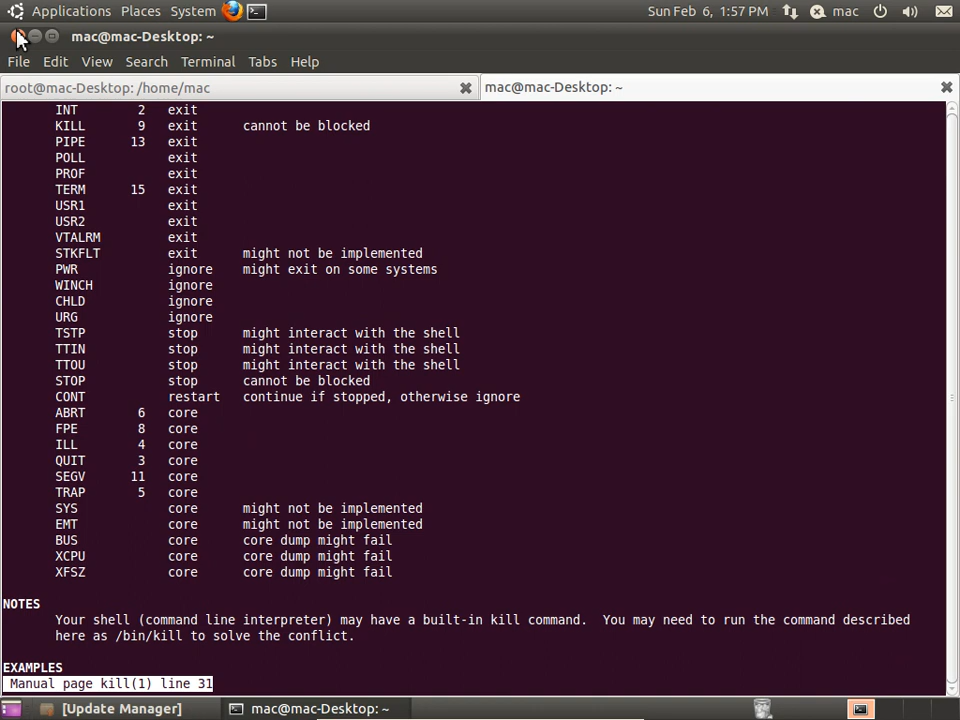 Applications Places System Sun Feb 6, 1:57 PM mac
mac@mac-Desktop: ~
File Edit View Search Terminal Tabs Help
root@mac-Desktop: /home/mac mac@mac-Desktop: ~
INT 2 exit
KILL 9 exit cannot be blocked
PIPE 13 exit
POLL exit
PROF exit
TERM 15 exit
USR1 exit
USR2 exit
VTALRM exit
STKFLT exit might not be implemented
PWR ignore might exit on some systems
WINCH ignore
CHLD ignore
URG ignore
TSTP stop might interact with the shell
TTIN stop might interact with the shell
TTOU stop might interact with the shell
STOP stop cannot be blocked
CONT restart continue if stopped, otherwise ignore
ABRT 6 core
FPE 8 core
ILL 4 core
QUIT 3 core
SEGV 11 core
TRAP 5 core
SYS core might not be implemented
EMT core might not be implemented
BUS core core dump might fail
XCPU core core dump might fail
XFSZ core core dump might fail
NOTES
Your shell (command line interpreter) may have a built-in kill command. You may need to run the command described
here as /bin/kill to solve the conflict.
EXAMPLES
Manual page kill(1) line 31
[Update Manager] mac@mac-Desktop: ~